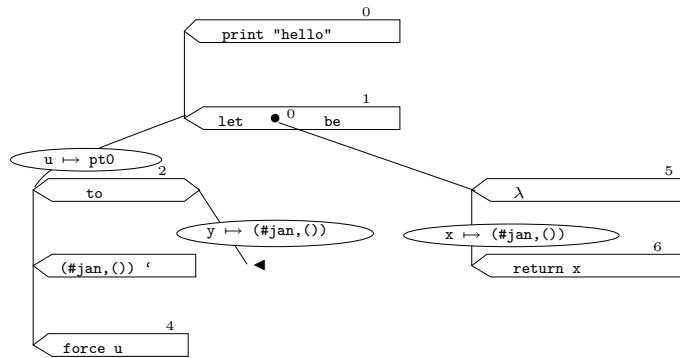 0
print "hello"
1
let ● 0 be
u ↦ pt0
2
to
5
λ
y ↦ (#jan,())
x ↦ (#jan,())
6
(#jan,()) ‘
◄
return x
4
force u